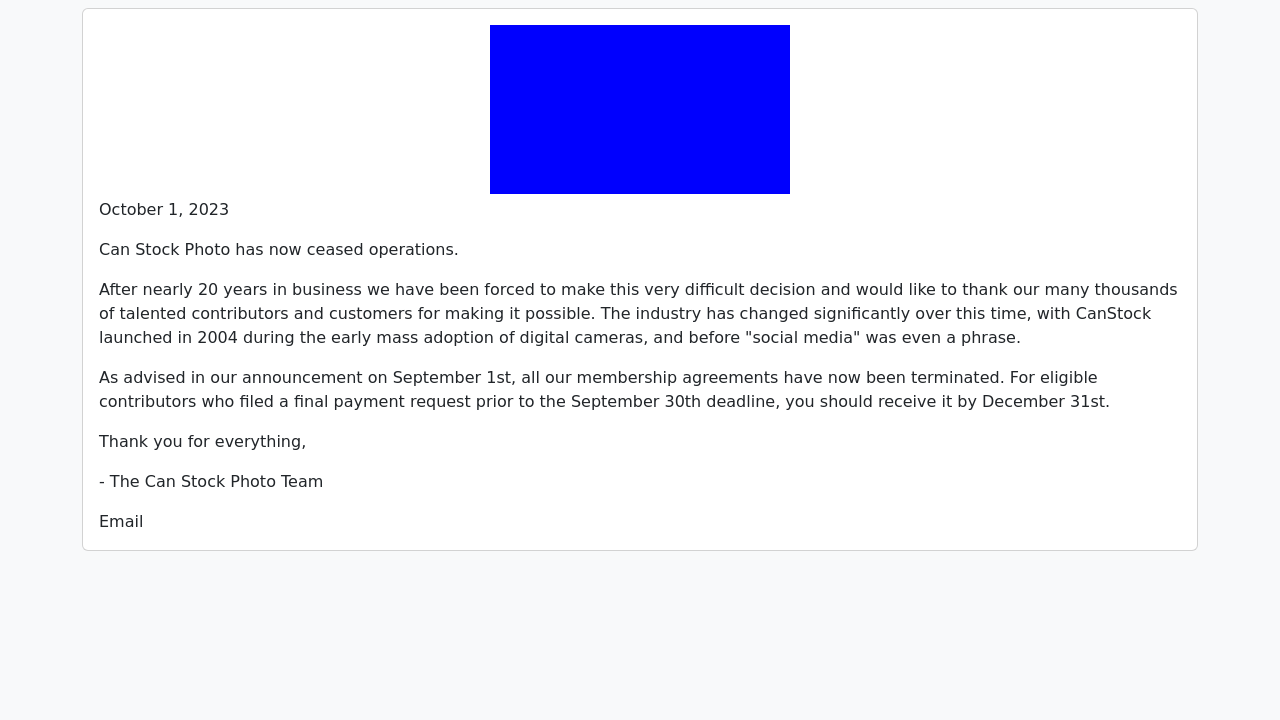 October 1, 2023
Can Stock Photo has now ceased operations.
After nearly 20 years in business we have been forced to make this very difficult decision and would like to thank our many thousands
of talented contributors and customers for making it possible. The industry has changed significantly over this time, with CanStock
launched in 2004 during the early mass adoption of digital cameras, and before "social media" was even a phrase.
As advised in our announcement on September 1st, all our membership agreements have now been terminated. For eligible
contributors who filed a final payment request prior to the September 30th deadline, you should receive it by December 31st.
Thank you for everything,
- The Can Stock Photo Team
Email